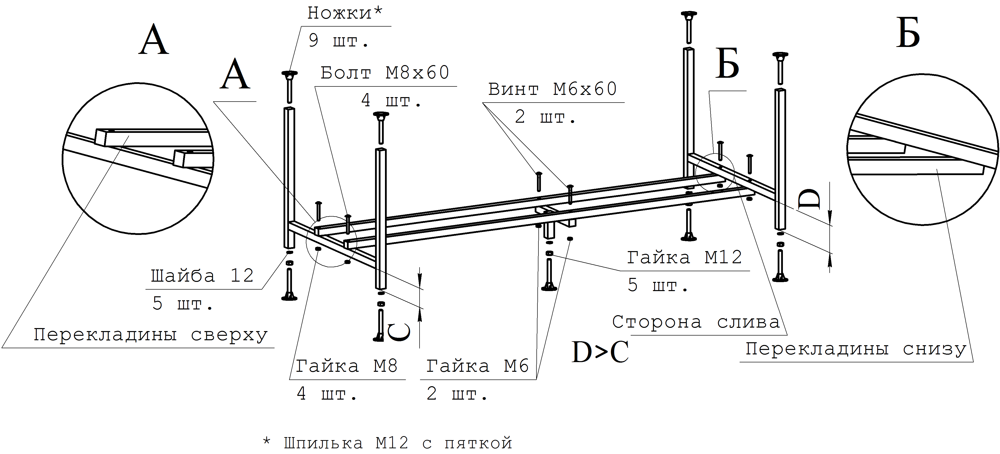 Ножки*
9 шт.
А
А
Болт М8х60
4 шт.
Винт М6х60
2 шт.
Б
Б
D
Шайба 12
5 шт.
Гайка М12
5 шт.
С
Перекладины сверху
Сторона слива
D>C
Перекладины снизу
Гайка М8
4 шт.
Гайка М6
2 шт.
* Шпилька М12 с пяткой